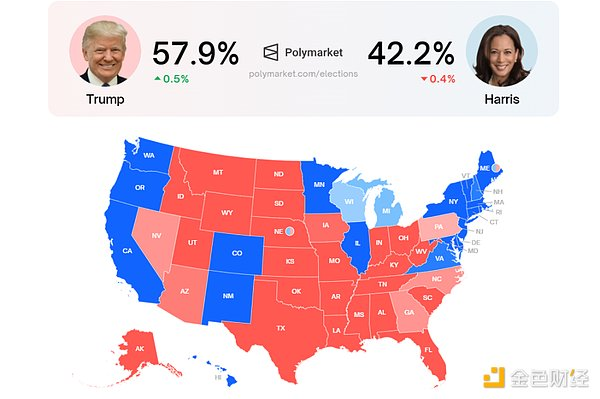 57.9%
Polymarket
42.2%
0.5%
polymarket.com/elections
0.4%
Trump
Harris
WA
MT
ND
MN
ME
VT
OR
ID
SD
WI
MI
NY
NH
MA
WY
RI
IA
PA
CT
NV
NE
NJ
UT
IL
IN
OH
DE
CA
CO
KS
MO
WV
VA
MD
KY
NC
AZ
NM
OK
AR
TN
SC
MS
AL
GA
TX
LA
FL
AK
HI
金色财经